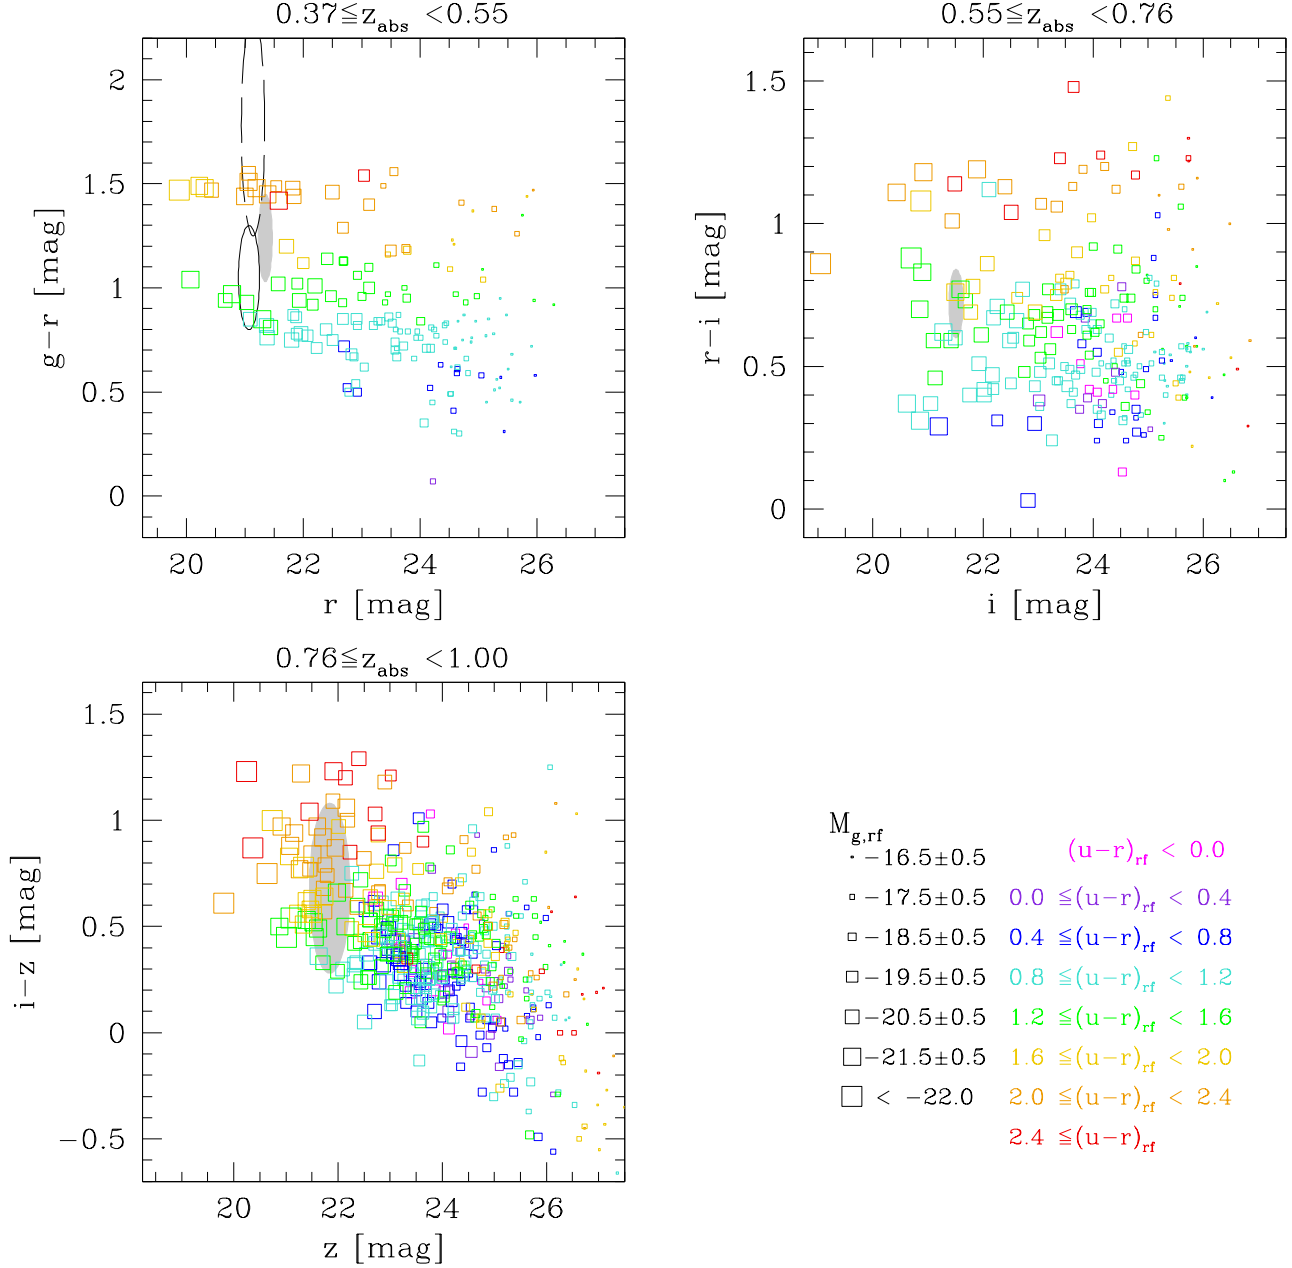 0.37≦z_abs <0.55
2
1.5
1
0.5
0
g−r [mag]
20 22 24 26
r [mag]
0.55≦z_abs <0.76
1.5
1
0.5
0
r−i [mag]
20 22 24 26
i [mag]
0.76≦z_abs <1.00
1.5
1
0.5
0
−0.5
i−z [mag]
20 22 24 26
z [mag]
M_g,rf
−16.5±0.5
−17.5±0.5
−18.5±0.5
−19.5±0.5
−20.5±0.5
−21.5±0.5
< −22.0
(u−r)_rf < 0.0
0.0 ≦(u−r)_rf < 0.4
0.4 ≦(u−r)_rf < 0.8
0.8 ≦(u−r)_rf < 1.2
1.2 ≦(u−r)_rf < 1.6
1.6 ≦(u−r)_rf < 2.0
2.0 ≦(u−r)_rf < 2.4
2.4 ≦(u−r)_rf